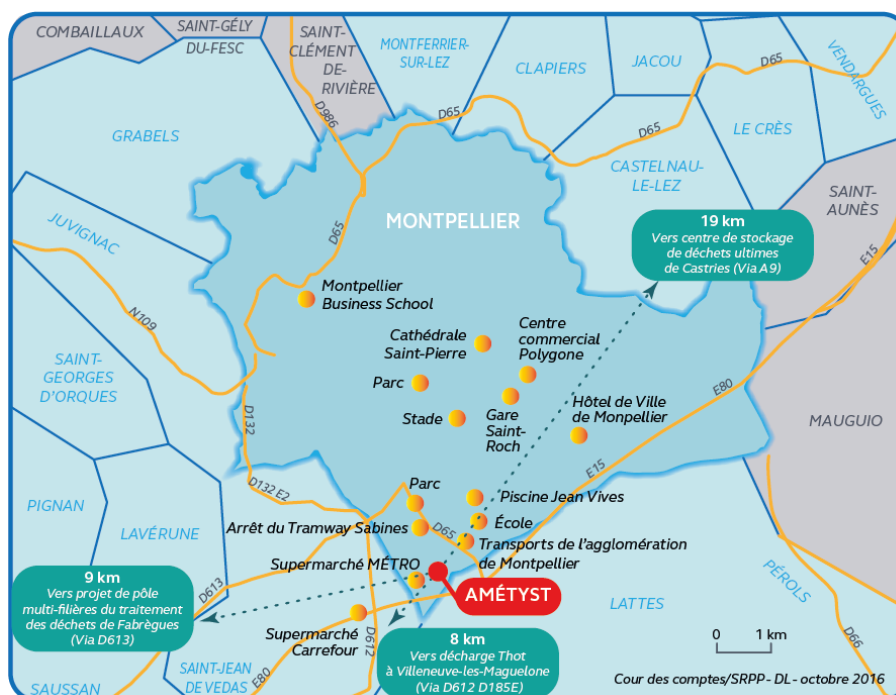 COMBAILLAUX
SAINT-GÉLY
DU-FESC
SAINT-
CLÉMENT
DE-
RIVIÈRE
MONTFERRIER-
SUR-LEZ
CLAPIERS
JACOU
VENDARGUES
D65
D986
D65
D65
LE CRÈS
GRABELS
CASTELNAU-
LE-LEZ
SAINT-
AUNÈS
JUVIGNAC
MONTPELLIER
D65
19 km
Vers centre de stockage
de déchets ultimes
de Castries (Via A9)
E15
N109
Montpellier
Business School
Cathédrale
Saint-Pierre
Centre
commercial
Polygone
SAINT-
GEORGES
D'ORQUES
Parc
Stade
Gare
Saint-
Roch
Hôtel de Ville
de Monpellier
E80
D132
MAUGUIO
E15
D132 E2
PIGNAN
LAVÉRUNE
Parc
Piscine Jean Vives
École
Arrêt du Tramway Sabines
D65
Transports de l'agglomération
de Montpellier
Supermarché MÉTRO
AMÉTYST
PÉROLS
9 km
Vers projet de pôle
multi-filières du traitement
des déchets de Fabrègues
(Via D613)
D613
LATTES
Supermarché
Carrefour
D612
8 km
Vers décharge Thot
à Villeneuve-les-Maguelone
(Via D612 D185E)
0 1 km
D66
SAUSSAN
SAINT-JEAN
DE VEDAS
E80
Cour des comptes/SRPP - DL - octobre 2016